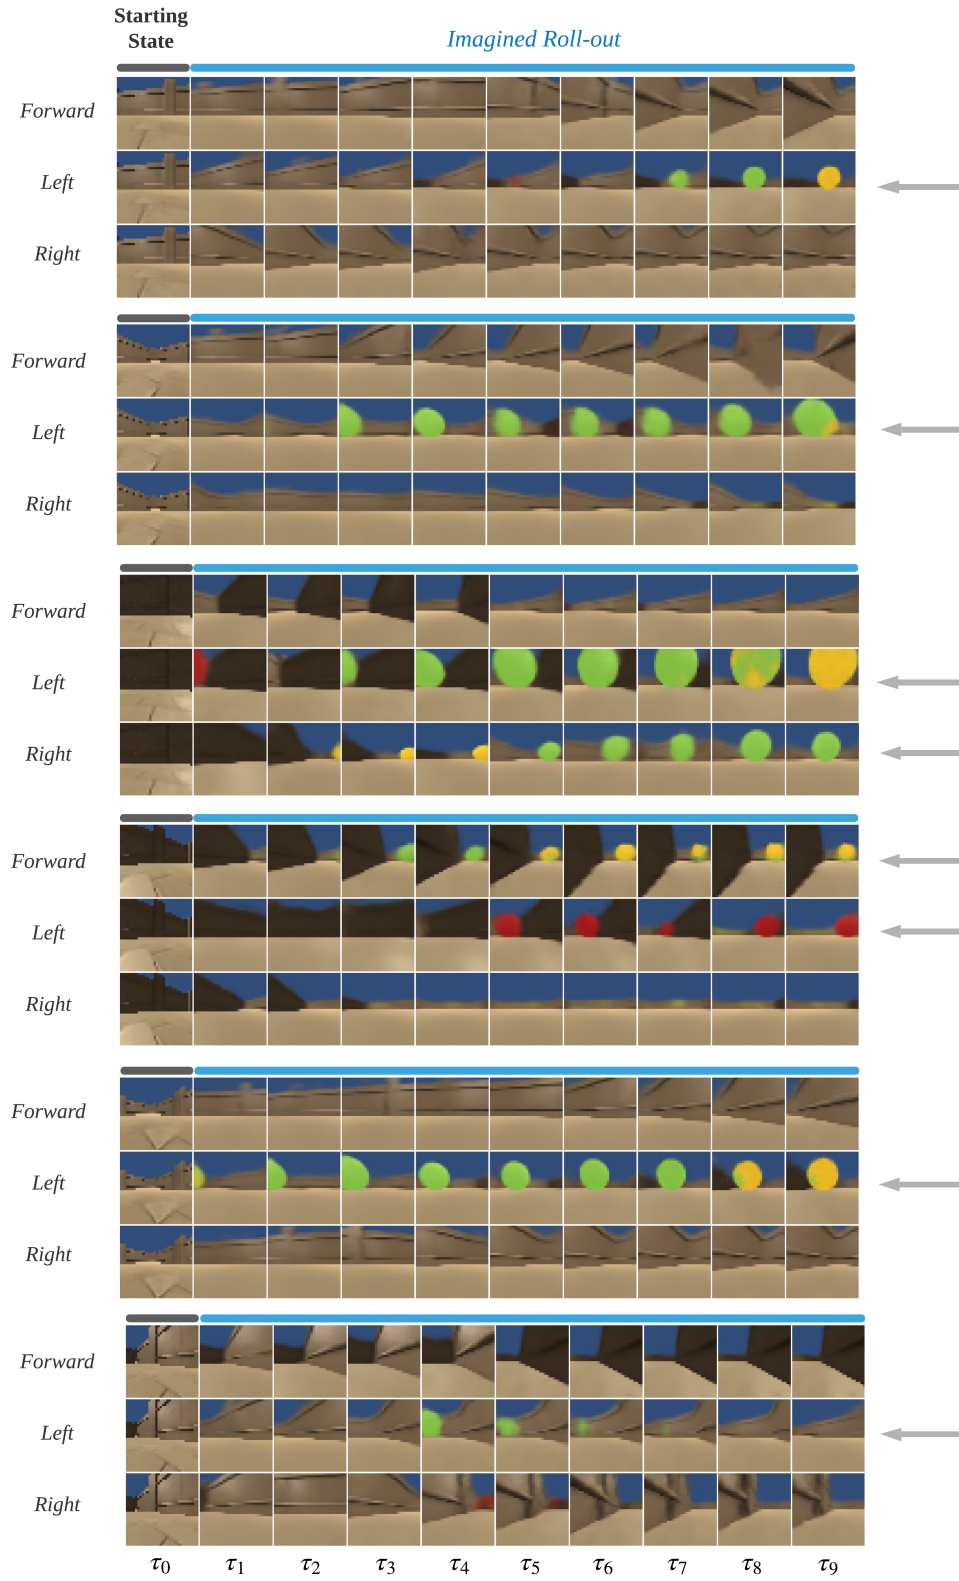 Starting
State
Imagined Roll-out
Forward
Left
Right
Forward
Left
Right
Forward
Left
Right
Forward
Left
Right
Forward
Left
Right
Forward
Left
Right
τ0 τ1 τ2 τ3 τ4 τ5 τ6 τ7 τ8 τ9